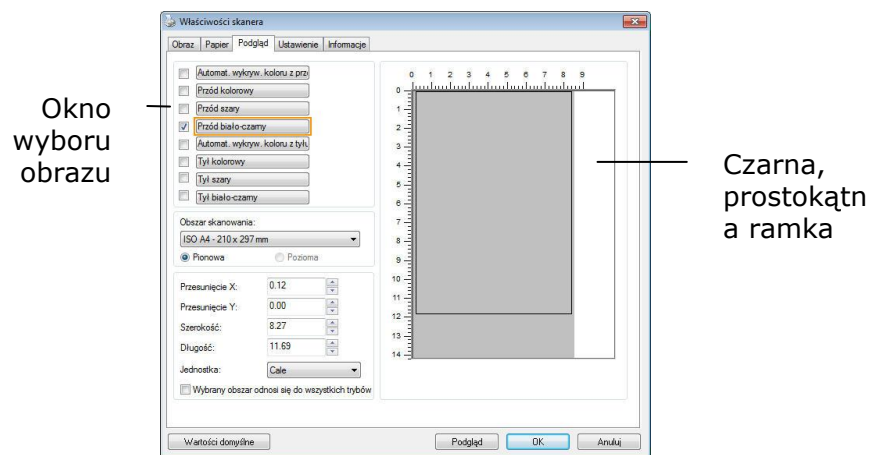 Właściwości skanera
Obraz Papier Podgląd Ustawienie Informacje
Okno
wyboru
obrazu
Automat. wykryw. koloru z prze
Przód kolorowy
Przód szary
Przód biało-czarny
Automat. wykryw. koloru z tyłu
Tył kolorowy
Tył szary
Tył biało-czarny
Obszar skanowania:
ISO A4 - 210 x 297 mm
Pionowa Pozioma
Przesunięcie X: 0.12
Przesunięcie Y: 0.00
Szerokość: 8.27
Długość: 11.69
Jednostka: Cale
Wybrany obszar odnosi się do wszystkich trybów
0 1 2 3 4 5 6 7 8 9
0
1
2
3
4
5
6
7
8
9
10
11
12
13
14
Czarna,
prostokątn
a ramka
Wartości domyślne Podgląd OK Anuluj